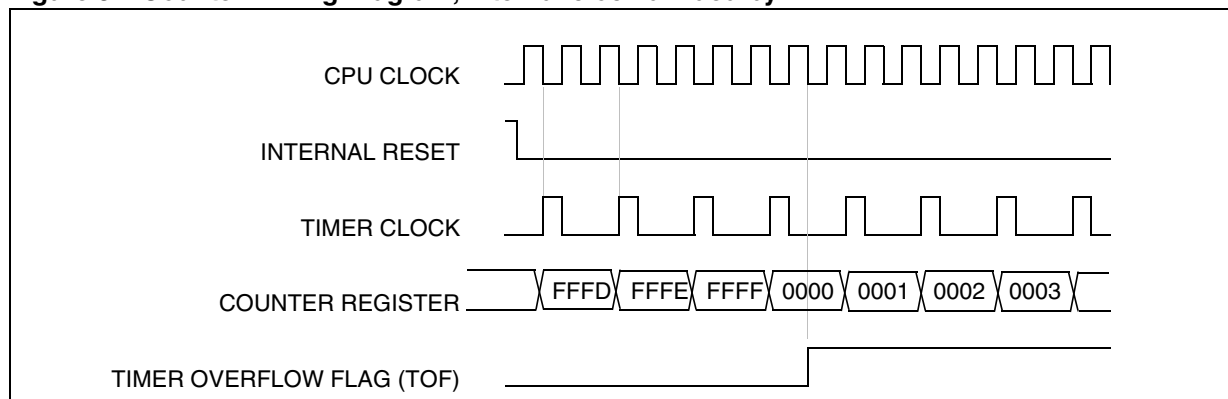 CPU CLOCK
INTERNAL RESET
TIMER CLOCK
COUNTER REGISTER FFFD FFFE FFFF 0000 0001 0002 0003
TIMER OVERFLOW FLAG (TOF)